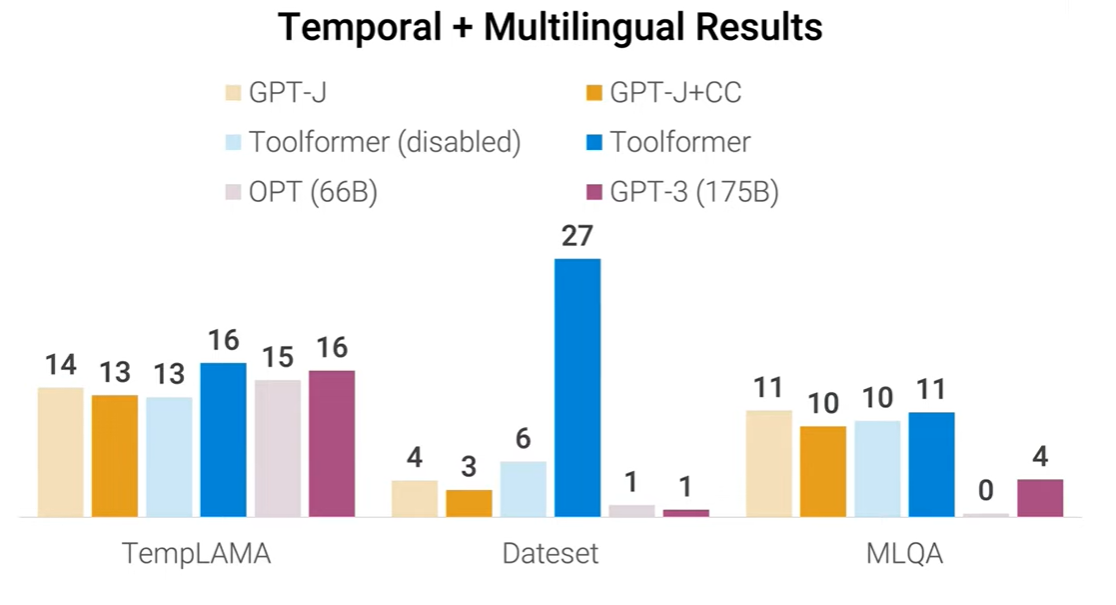 Temporal + Multilingual Results
GPT-J
GPT-J+CC
Toolformer (disabled)
Toolformer
OPT (66B)
GPT-3 (175B)
14
13
13
16
15
16
4
3
6
27
1
1
11
10
10
11
0
4
TempLAMA
Dateset
MLQA